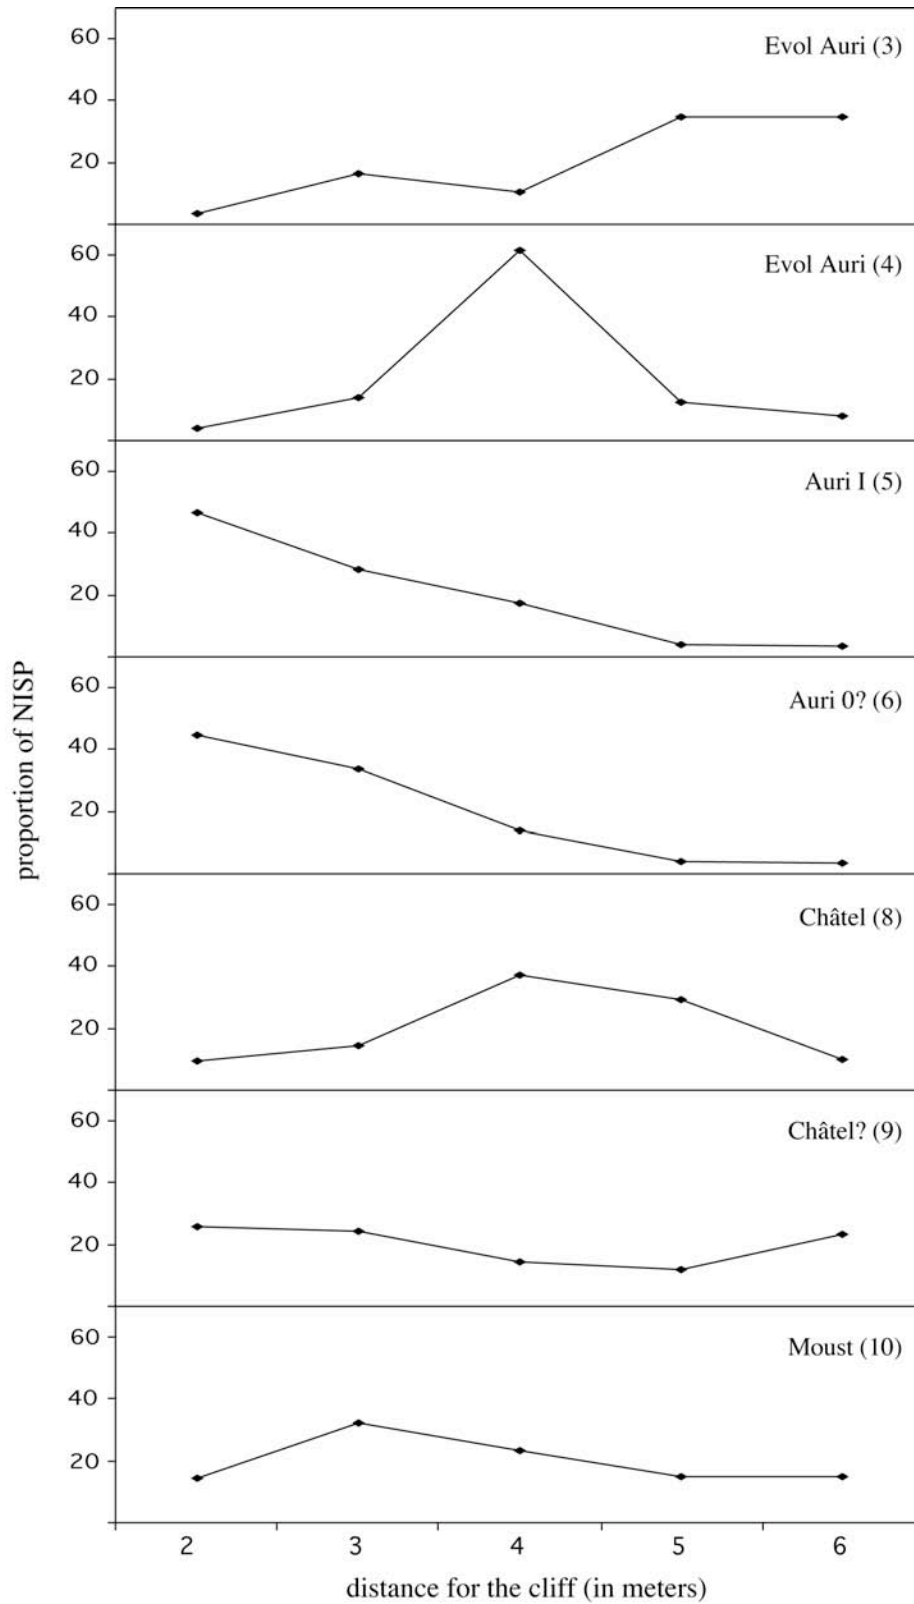 60
Evol Auri (3)
40
20
60
Evol Auri (4)
40
20
60
Auri I (5)
40
20
60
Auri 0? (6)
40
20
proportion of NISP
60
Châtel (8)
40
20
60
Châtel? (9)
40
20
60
Moust (10)
40
20
2 3 4 5 6
distance for the cliff (in meters)